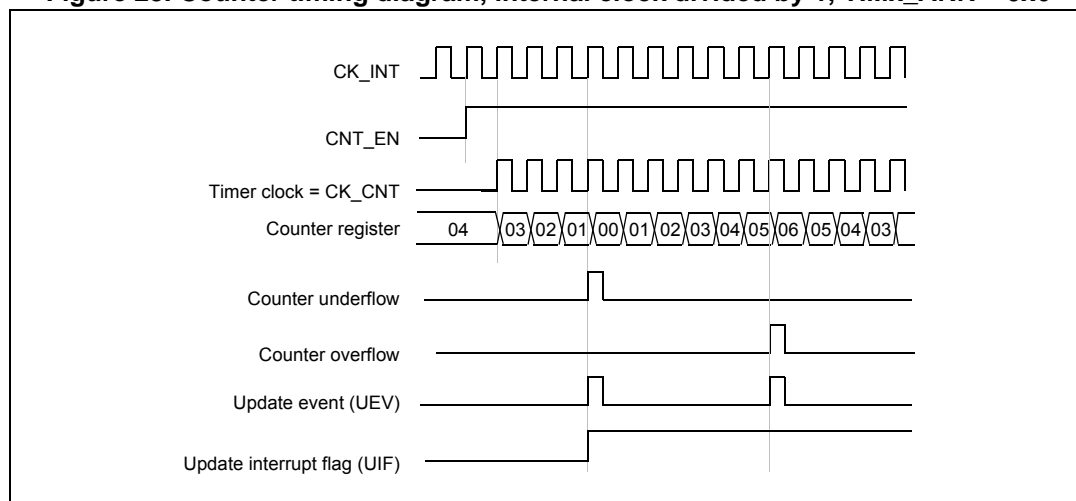 CK_INT
CNT_EN
Timer clock = CK_CNT
Counter register 04 03 02 01 00 01 02 03 04 05 06 05 04 03
Counter underflow
Counter overflow
Update event (UEV)
Update interrupt flag (UIF)